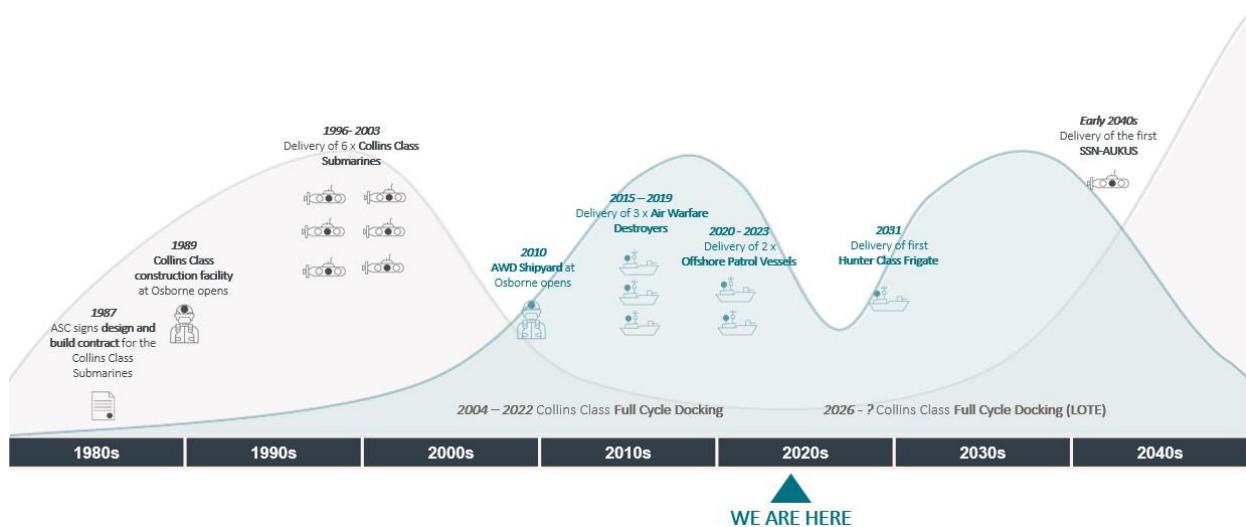 1987
ASC signs design and
build contract for the
Collins Class
Submarines
1989
Collins Class
construction facility
at Osborne opens
1996- 2003
Delivery of 6 x Collins Class
Submarines
2010
AWD Shipyard at
Osborne opens
2015 – 2019
Delivery of 3 x Air Warfare
Destroyers
2020 - 2023
Delivery of 2 x
Offshore Patrol Vessels
2031
Delivery of first
Hunter Class Frigate
Early 2040s
Delivery of the first
SSN-AUKUS
2004 – 2022 Collins Class Full Cycle Docking
2026 - ? Collins Class Full Cycle Docking (LOTE)
1980s
1990s
2000s
2010s
2020s
2030s
2040s
WE ARE HERE